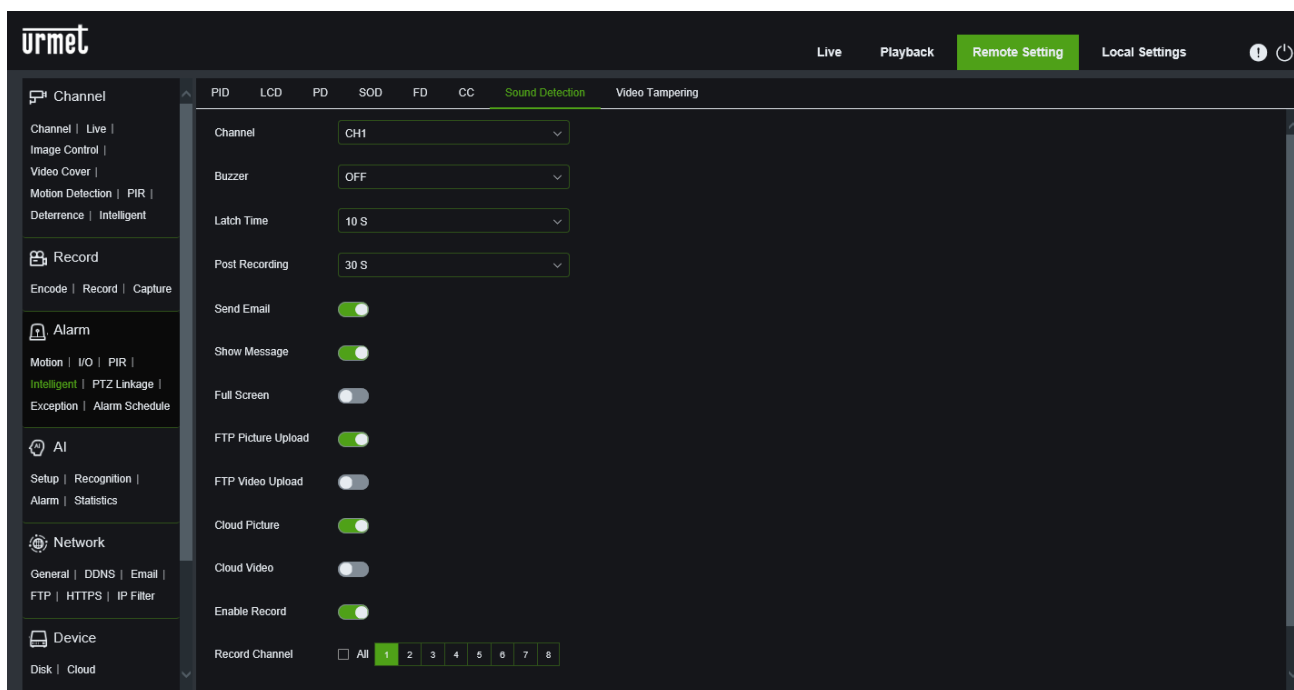 urmet
Live Playback Remote Setting Local Settings
Channel
Channel | Live |
Image Control |
Video Cover |
Motion Detection | PIR |
Deterrence | Intelligent
Record
Encode | Record | Capture
Alarm
Motion | I/O | PIR |
Intelligent | PTZ Linkage |
Exception | Alarm Schedule
AI
Setup | Recognition |
Alarm | Statistics
Network
General | DDNS | Email |
FTP | HTTPS | IP Filter
Device
Disk | Cloud
PID LCD PD SOD FD CC Sound Detection Video Tampering
Channel CH1
Buzzer OFF
Latch Time 10 S
Post Recording 30 S
Send Email
Show Message
Full Screen
FTP Picture Upload
FTP Video Upload
Cloud Picture
Cloud Video
Enable Record
Record Channel All 1 2 3 4 5 6 7 8